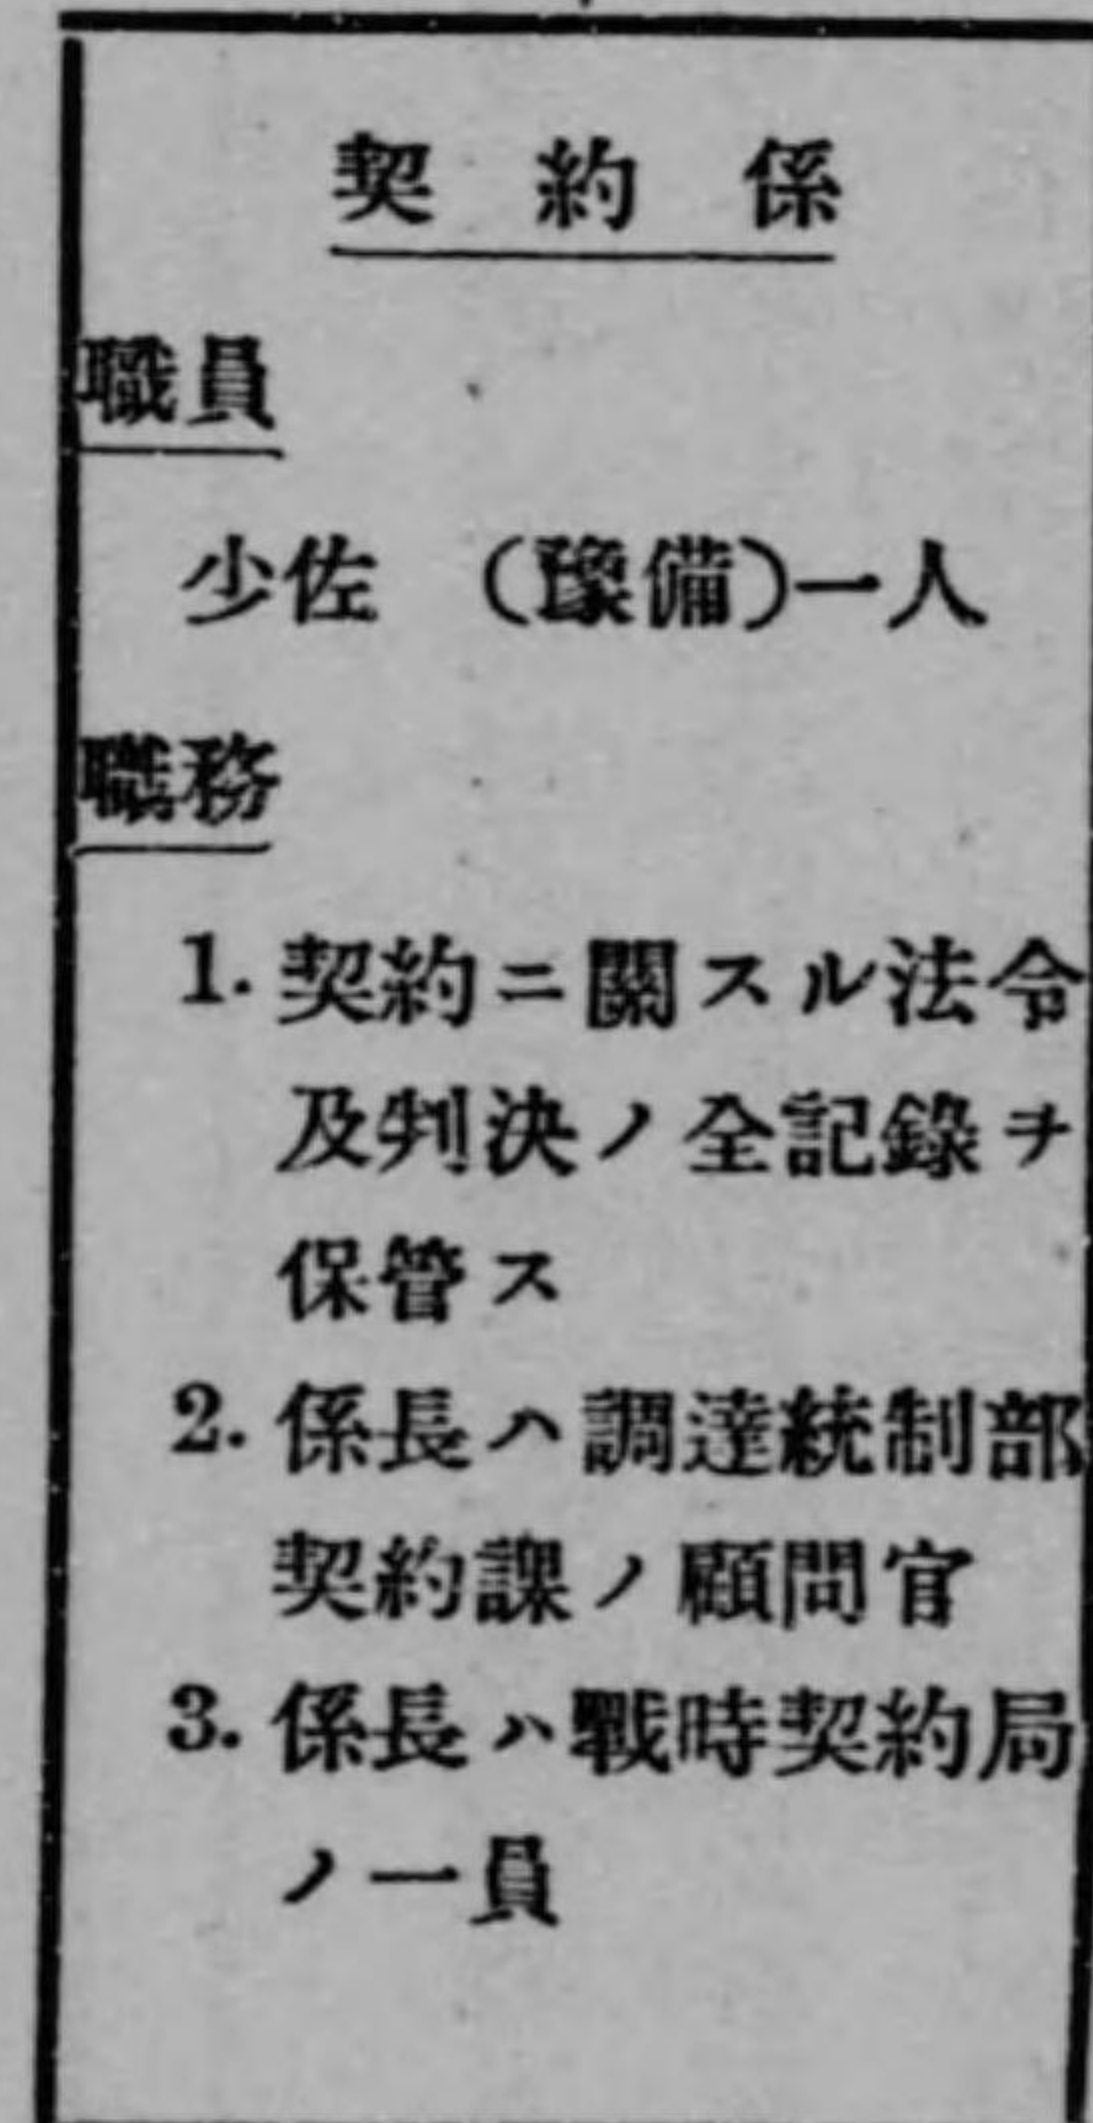 契約係
職員
少佐 (豫備)一人
職務
1. 契約ニ關スル法令
及判決ノ全記錄ヲ
保管ス
2. 係長ハ調達統制部
契約課ノ顧問官
3. 係長ハ戰時契約局
ノ一員